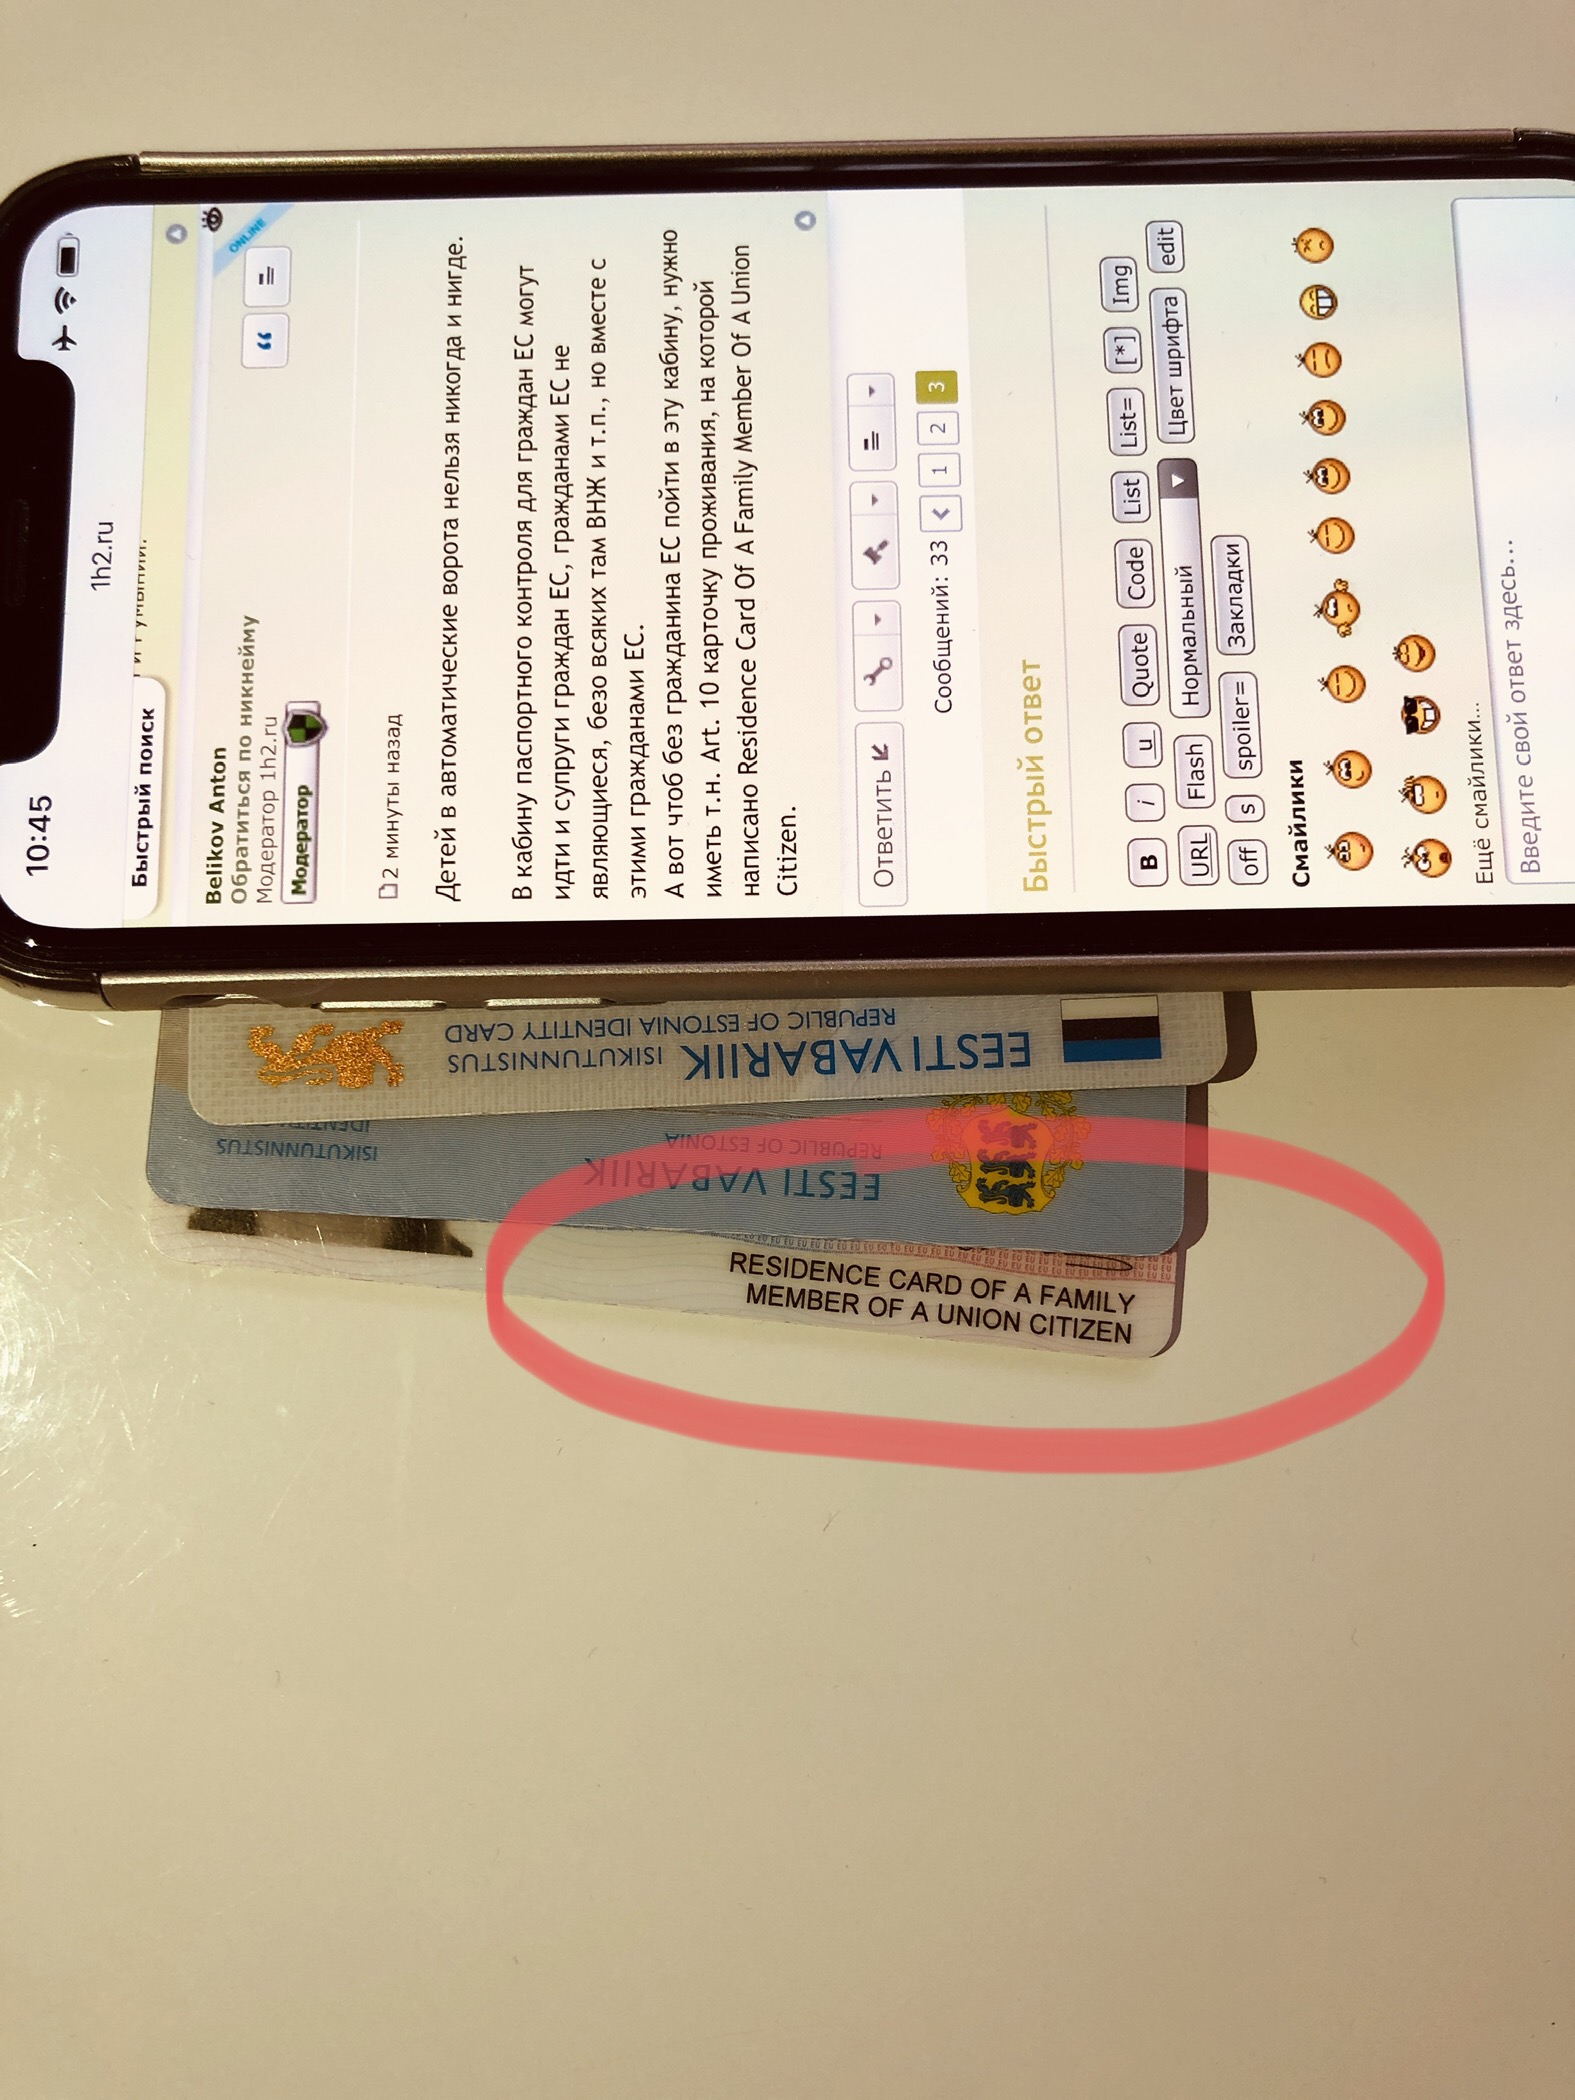 10:45
1h2.ru
Быстрый поиск
Belikov Anton
Обратиться по никнейму
Модератор 1h2.ru
Модератор
ONLINE
2 минуты назад
Детей в автоматические ворота нельзя никогда и нигде.
В кабину паспортного контроля для граждан ЕС могут
идти и супруги граждан ЕС, гражданами ЕС не
являющиеся, безо всяких там ВНЖ и т.п., но вместе с
этими гражданами ЕС.
А вот чтоб без гражданина ЕС пойти в эту кабину, нужно
иметь т.н. Art. 10 карточку проживания, на которой
написано Residence Card Of A Family Member Of A Union
Citizen.
Ответить
Сообщений: 33 1 2 3
Быстрый ответ
B i u Quote Code List List= [*] Img
URL Flash Нормальный Цвет шрифта edit
off s spoiler= Закладки
Смайлики
Ещё смайлики...
Введите свой ответ здесь...
EESTI VABARIIK ISIKUTUNNISTUS
REPUBLIC OF ESTONIA IDENTITY CARD
EESTI VABARIIK
REPUBLIC OF ESTONIA
ISIKUTUNNISTUS
RESIDENCE CARD OF A FAMILY
MEMBER OF A UNION CITIZEN